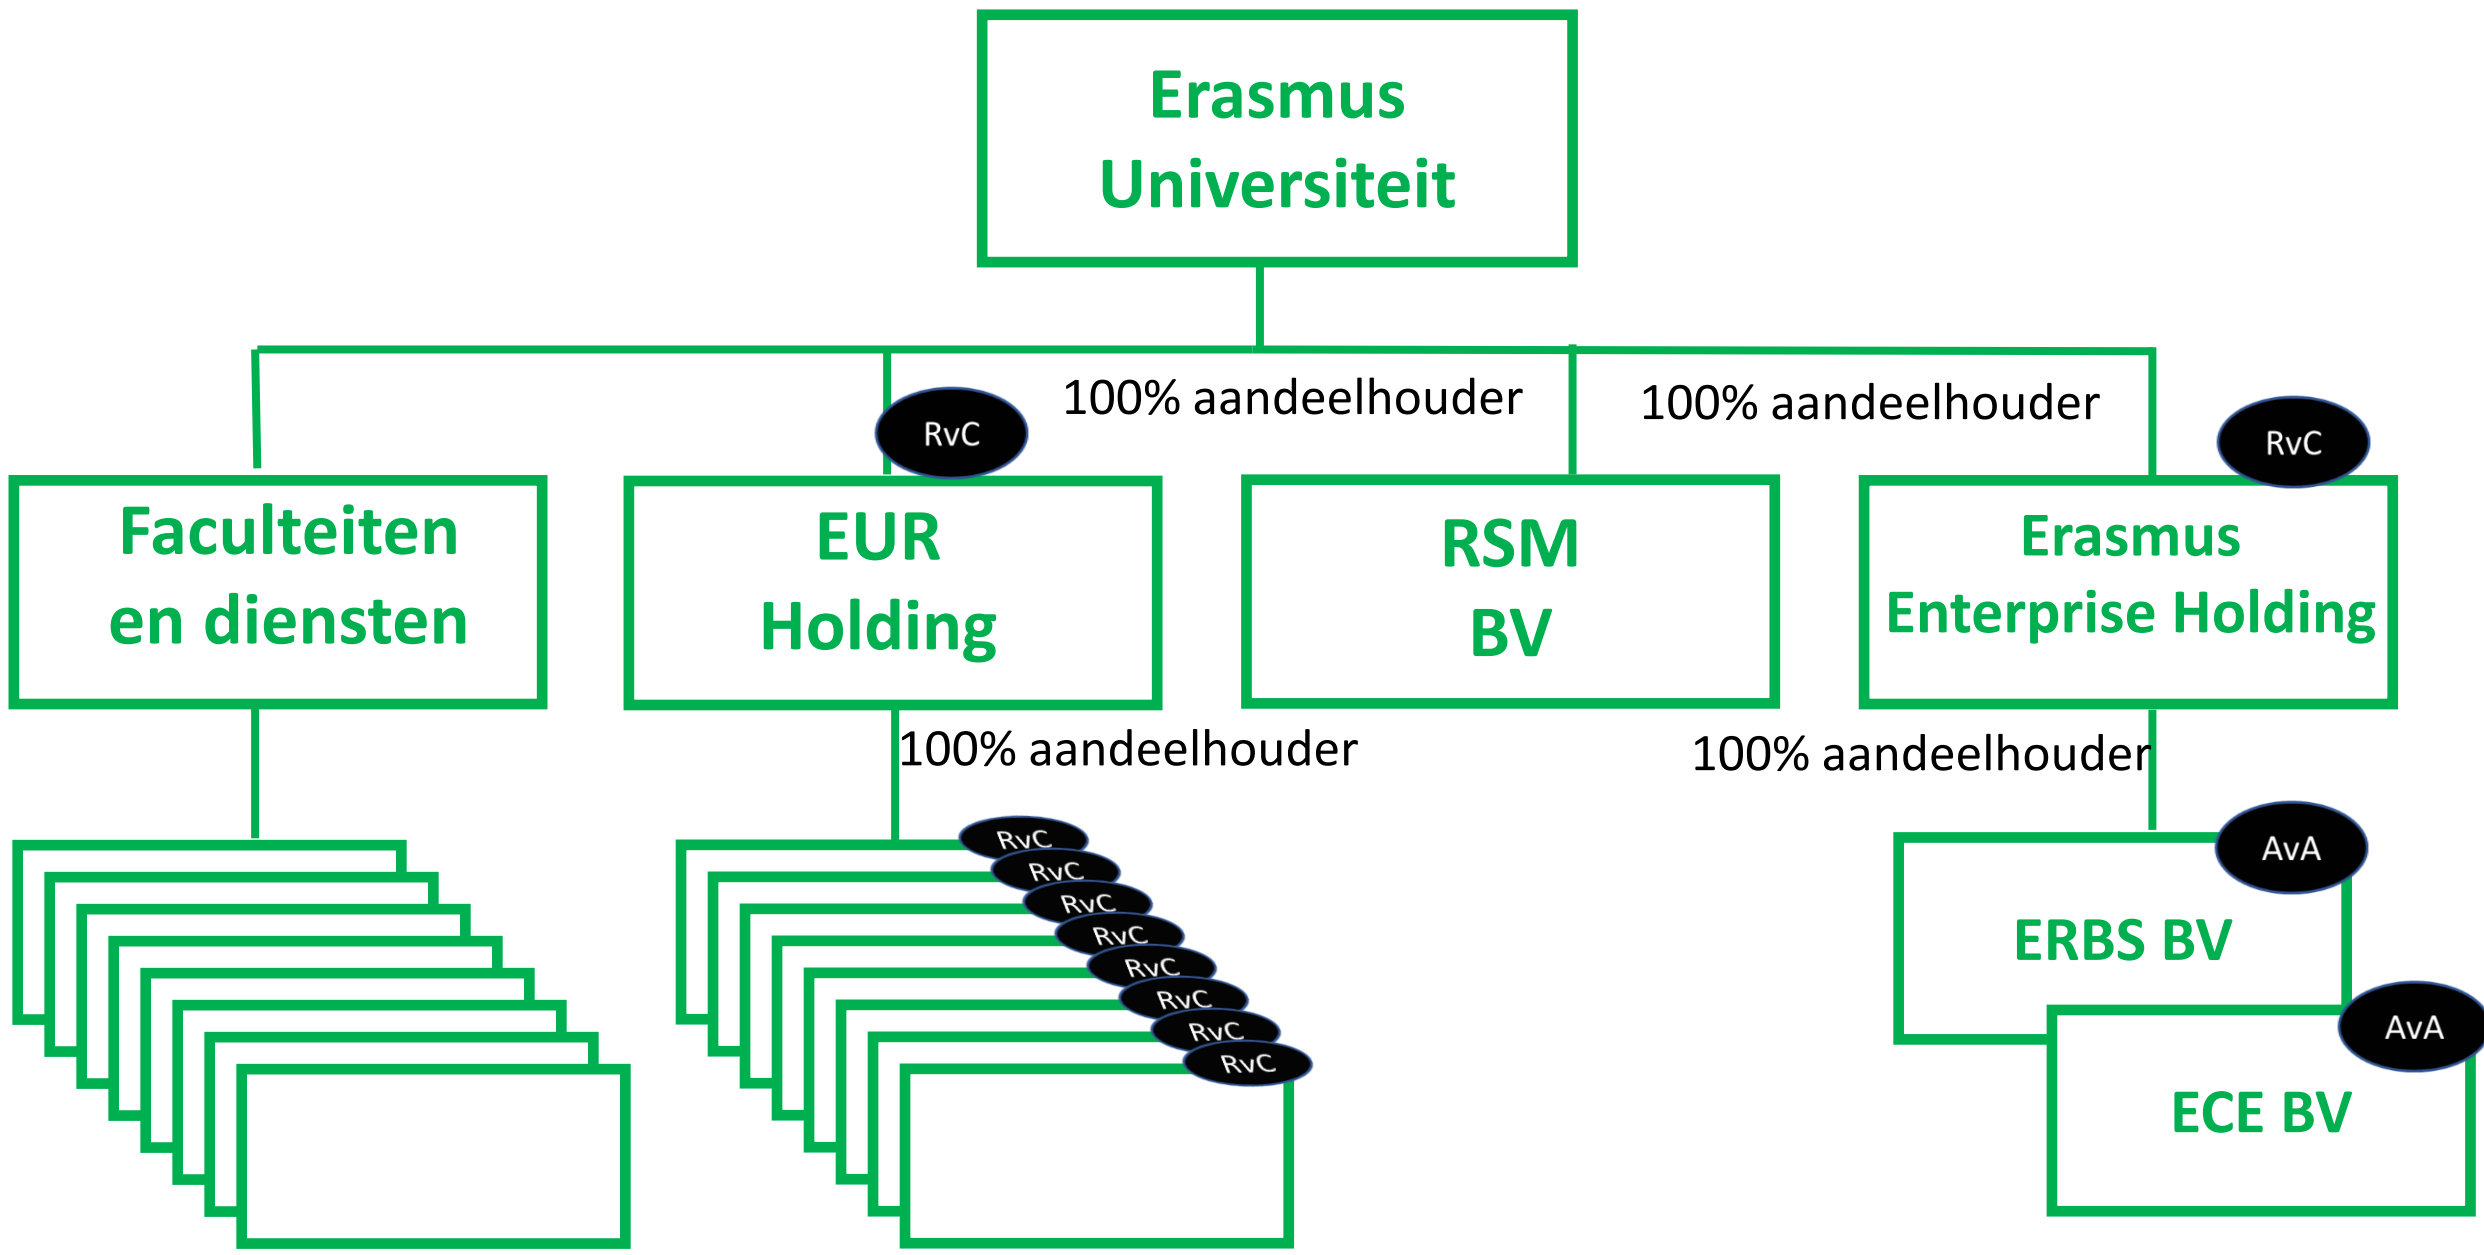 Erasmus
Universiteit
100% aandeelhouder
100% aandeelhouder
RvC
RvC
Faculteiten
en diensten
EUR
Holding
RSM
BV
Erasmus
Enterprise Holding
100% aandeelhouder
100% aandeelhouder
RvC
RvC
RvC
RvC
RvC
RvC
RvC
RvC
AvA
ERBS BV
AvA
ECE BV